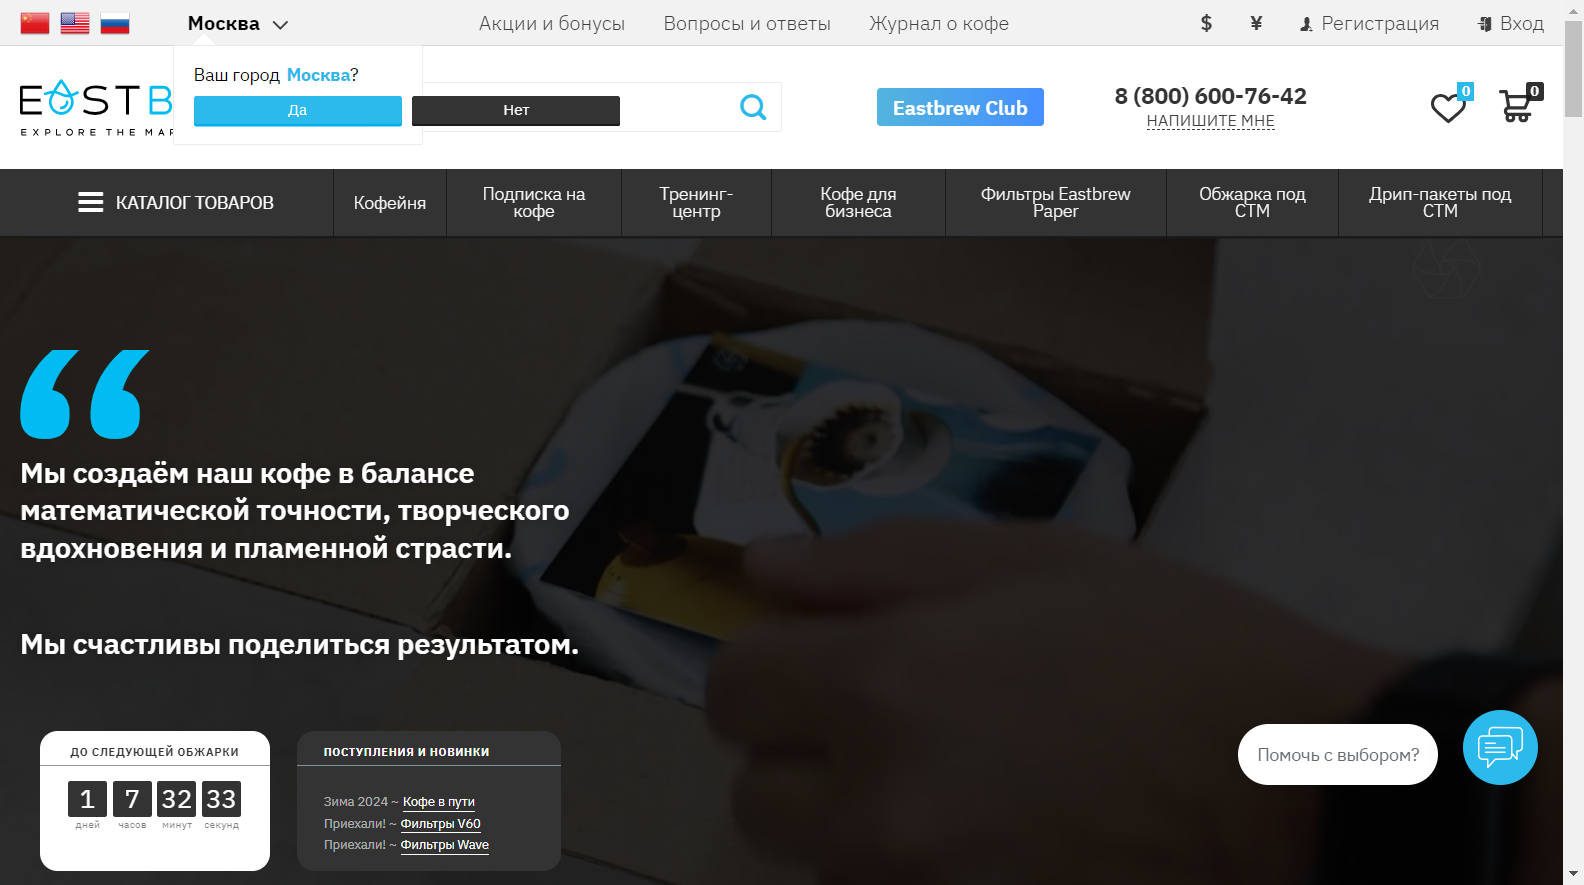 Москва
Акции и бонусы
Вопросы и ответы
Журнал о кофе
$
¥
Регистрация
Вход
Ваш город Москва?
Да
Нет
EASTB
EXPLORE THE MAP
Eastbrew Club
8 (800) 600-76-42
НАПИШИТЕ МНЕ
0
0
КАТАЛОГ ТОВАРОВ
Кофейня
Подписка на
кофе
Тренинг-
центр
Кофе для
бизнеса
Фильтры Eastbrew
Paper
Обжарка под
СТМ
Дрип-пакеты под
СТМ
“
Мы создаём наш кофе в балансе
математической точности, творческого
вдохновения и пламенной страсти.
Мы счастливы поделиться результатом.
ДО СЛЕДУЮЩЕЙ ОБЖАРКИ
1 7 32 33
дней часов минут секунд
ПОСТУПЛЕНИЯ И НОВИНКИ
Зима 2024 ~ Кофе в пути
Приехали! ~ Фильтры V60
Приехали! ~ Фильтры Wave
Помочь с выбором?